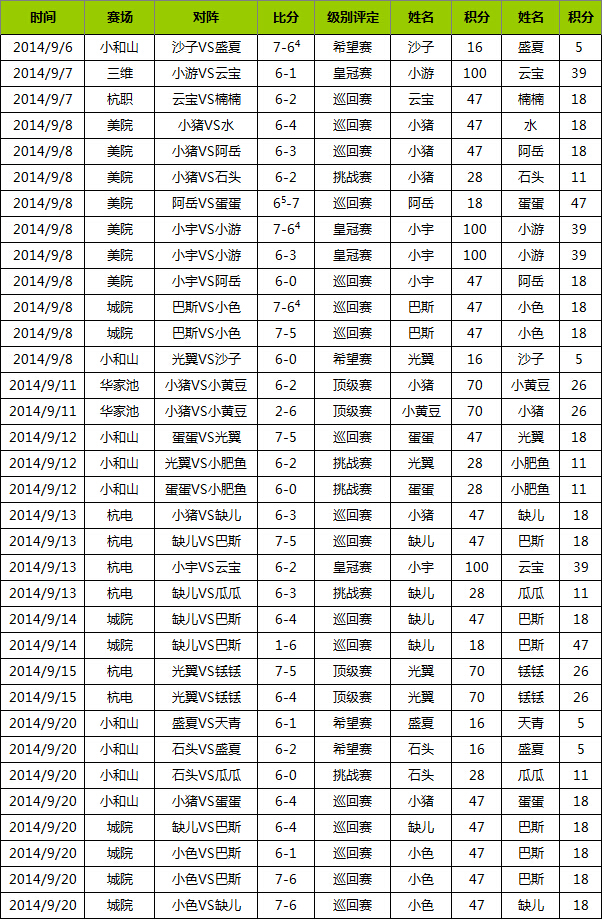 时间 赛场 对阵 比分 级别评定 姓名 积分 姓名 积分
2014/9/6 小和山 沙子VS盛夏 7-6⁴ 希望赛 沙子 16 盛夏 5
2014/9/7 三维 小游VS云宝 6-1 皇冠赛 小游 100 云宝 39
2014/9/7 杭职 云宝VS楠楠 6-2 巡回赛 云宝 47 楠楠 18
2014/9/8 美院 小猪VS水 6-4 巡回赛 小猪 47 水 18
2014/9/8 美院 小猪VS阿岳 6-3 巡回赛 小猪 47 阿岳 18
2014/9/8 美院 小猪VS石头 6-2 挑战赛 小猪 28 石头 11
2014/9/8 美院 阿岳VS蛋蛋 6⁵-7 巡回赛 阿岳 18 蛋蛋 47
2014/9/8 美院 小宇VS小游 7-6⁴ 皇冠赛 小宇 100 小游 39
2014/9/8 美院 小宇VS小游 6-3 皇冠赛 小宇 100 小游 39
2014/9/8 美院 小宇VS阿岳 6-0 巡回赛 小宇 47 阿岳 18
2014/9/8 城院 巴斯VS小色 7-6⁴ 巡回赛 巴斯 47 小色 18
2014/9/8 城院 巴斯VS小色 7-5 巡回赛 巴斯 47 小色 18
2014/9/8 小和山 光翼VS沙子 6-0 希望赛 光翼 16 沙子 5
2014/9/11 华家池 小猪VS小黄豆 6-2 顶级赛 小猪 70 小黄豆 26
2014/9/11 华家池 小猪VS小黄豆 2-6 顶级赛 小黄豆 70 小猪 26
2014/9/12 小和山 蛋蛋VS光翼 7-5 巡回赛 蛋蛋 47 光翼 18
2014/9/12 小和山 光翼VS小肥鱼 6-2 挑战赛 光翼 28 小肥鱼 11
2014/9/12 小和山 蛋蛋VS小肥鱼 6-0 挑战赛 蛋蛋 28 小肥鱼 11
2014/9/13 杭电 小猪VS缺儿 6-3 巡回赛 小猪 47 缺儿 18
2014/9/13 杭电 缺儿VS巴斯 7-5 巡回赛 缺儿 47 巴斯 18
2014/9/13 杭电 小宇VS云宝 6-2 皇冠赛 小宇 100 云宝 39
2014/9/13 杭电 缺儿VS瓜瓜 6-3 挑战赛 缺儿 28 瓜瓜 11
2014/9/14 城院 缺儿VS巴斯 6-4 巡回赛 缺儿 47 巴斯 18
2014/9/14 城院 缺儿VS巴斯 1-6 巡回赛 缺儿 18 巴斯 47
2014/9/15 杭电 光翼VS铥铥 7-5 顶级赛 光翼 70 铥铥 26
2014/9/15 杭电 光翼VS铥铥 6-4 顶级赛 光翼 70 铥铥 26
2014/9/20 小和山 盛夏VS天青 6-1 希望赛 盛夏 16 天青 5
2014/9/20 小和山 石头VS盛夏 6-2 希望赛 石头 16 盛夏 5
2014/9/20 小和山 石头VS瓜瓜 6-0 挑战赛 石头 28 瓜瓜 11
2014/9/20 小和山 小猪VS蛋蛋 6-4 巡回赛 小猪 47 蛋蛋 18
2014/9/20 城院 缺儿VS巴斯 6-4 巡回赛 缺儿 47 巴斯 18
2014/9/20 城院 小色VS巴斯 6-1 巡回赛 小色 47 巴斯 18
2014/9/20 城院 小色VS巴斯 7-6 巡回赛 小色 47 巴斯 18
2014/9/20 城院 小色VS缺儿 7-6 巡回赛 小色 47 缺儿 18